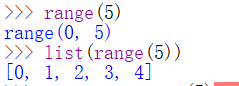 >>> range(5)
range(0, 5)
>>> list(range(5))
[0, 1, 2, 3, 4]